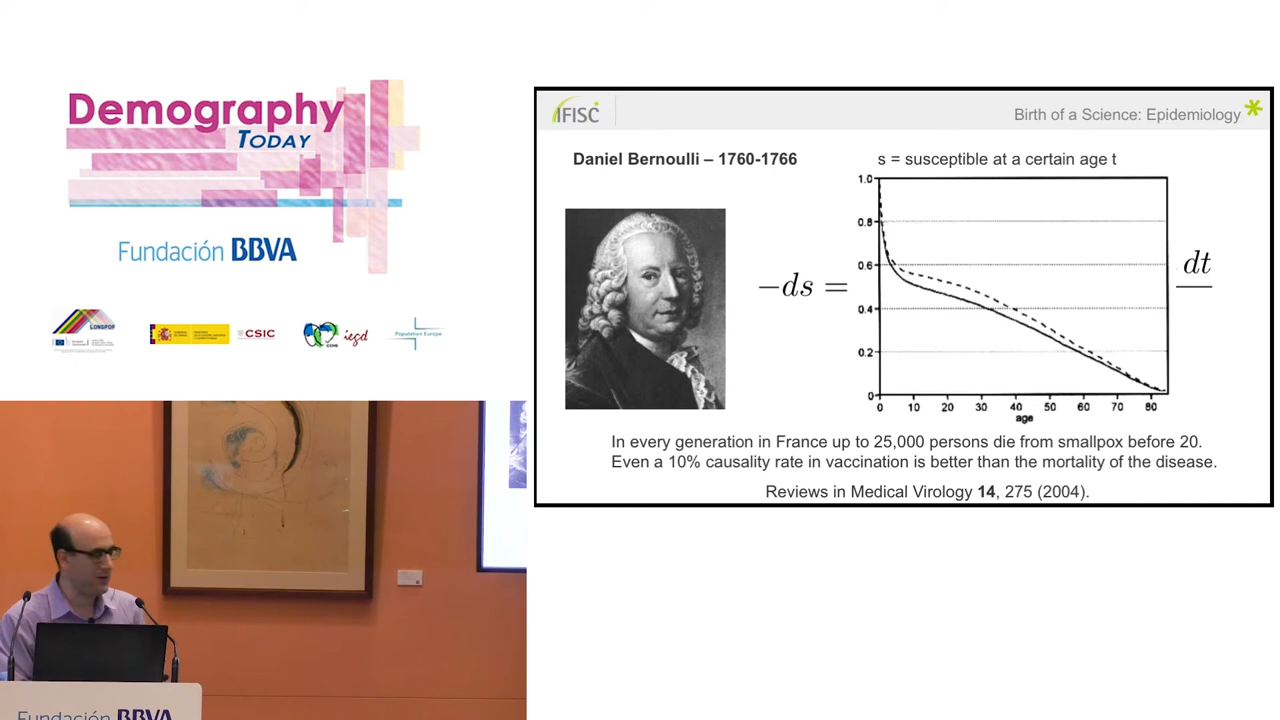 Demography
TODAY
Fundación BBVA
LONGPOP
CSIC
iegd
Population Europe
Fundación BBVA
IFISC
Birth of a Science: Epidemiology
Daniel Bernoulli – 1760-1766
s = susceptible at a certain age t
−ds =
dt
1.0
0.8
0.6
0.4
0.2
0
0 10 20 30 40 50 60 70 80
age
In every generation in France up to 25,000 persons die from smallpox before 20.
Even a 10% causality rate in vaccination is better than the mortality of the disease.
Reviews in Medical Virology 14, 275 (2004).